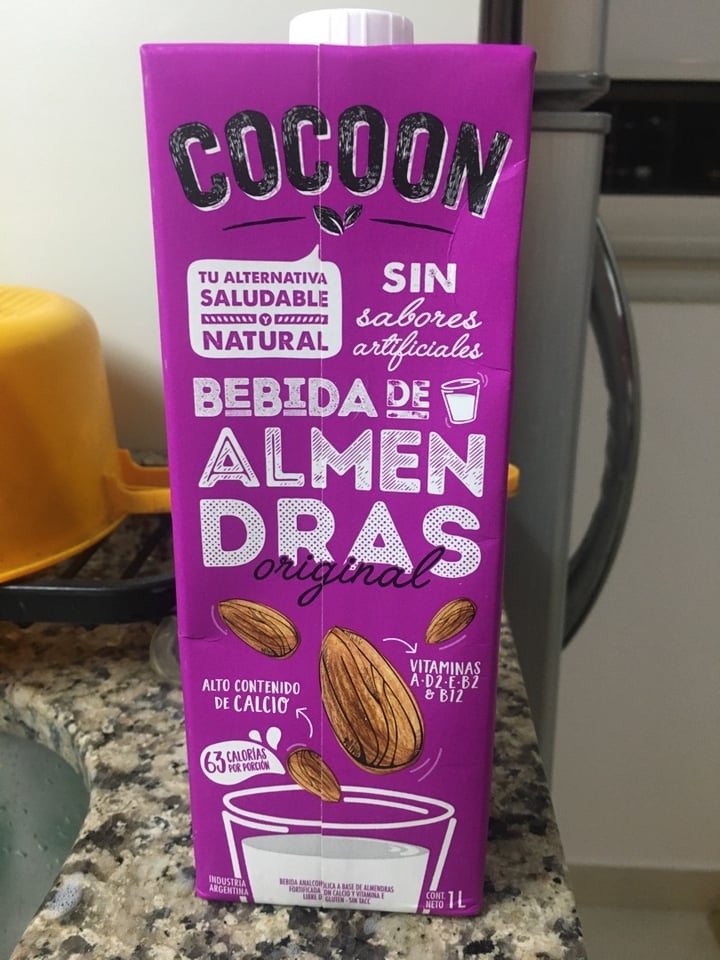 COCOON
TU ALTERNATIVA
SALUDABLE
Y
NATURAL
SIN
sabores
artificiales
BEBIDA DE
ALMEN
DRAS
original
VITAMINAS
A·D2·E·B2
& B12
ALTO CONTENIDO
DE CALCIO
63 CALORÍAS
POR PORCIÓN
INDUSTRIA
ARGENTINA
BEBIDA ANALCOHÓLICA A BASE DE ALMENDRAS
FORTIFICADA CON CALCIO Y VITAMINA E
LIBRE DE GLUTEN - SIN TACC
CONT.
NETO 1L